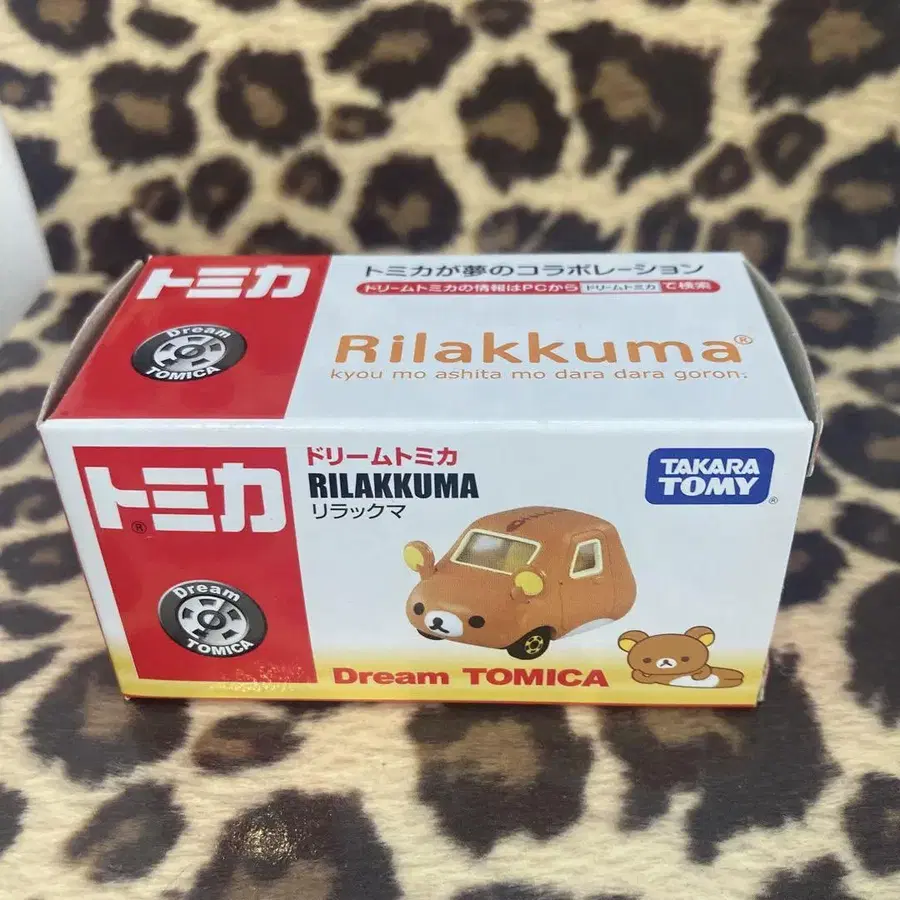 トミカ
Dream
TOMICA
トミカが夢のコラボレーション
ドリームトミカの情報はPCから ドリームトミカ で検索
Rilakkuma®
kyou mo ashita mo dara dara goron.
トミカ®
Dream
TOMICA
ドリームトミカ
RILAKKUMA
リラックマ
TAKARA
TOMY®
Dream TOMICA